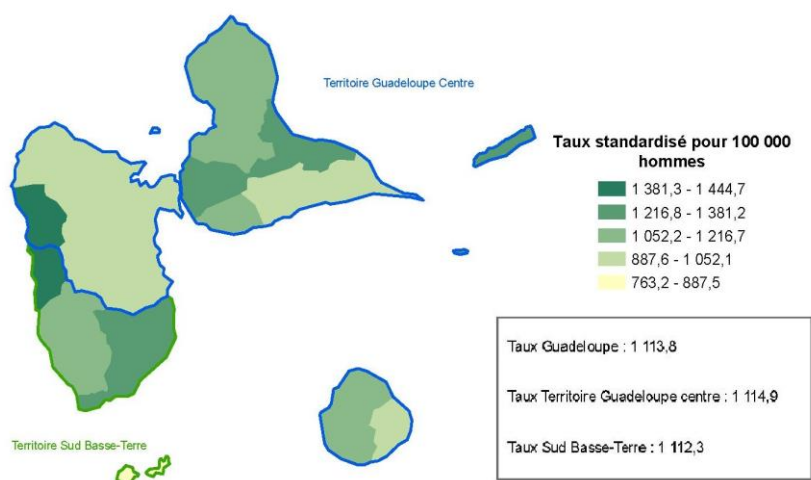 Territoire Guadeloupe Centre
Taux standardisé pour 100 000
hommes
1 381,3 - 1 444,7
1 216,8 - 1 381,2
1 052,2 - 1 216,7
887,6 - 1 052,1
763,2 - 887,5
Taux Guadeloupe : 1 113,8
Taux Territoire Guadeloupe centre : 1 114,9
Taux Sud Basse-Terre : 1 112,3
Territoire Sud Basse-Terre